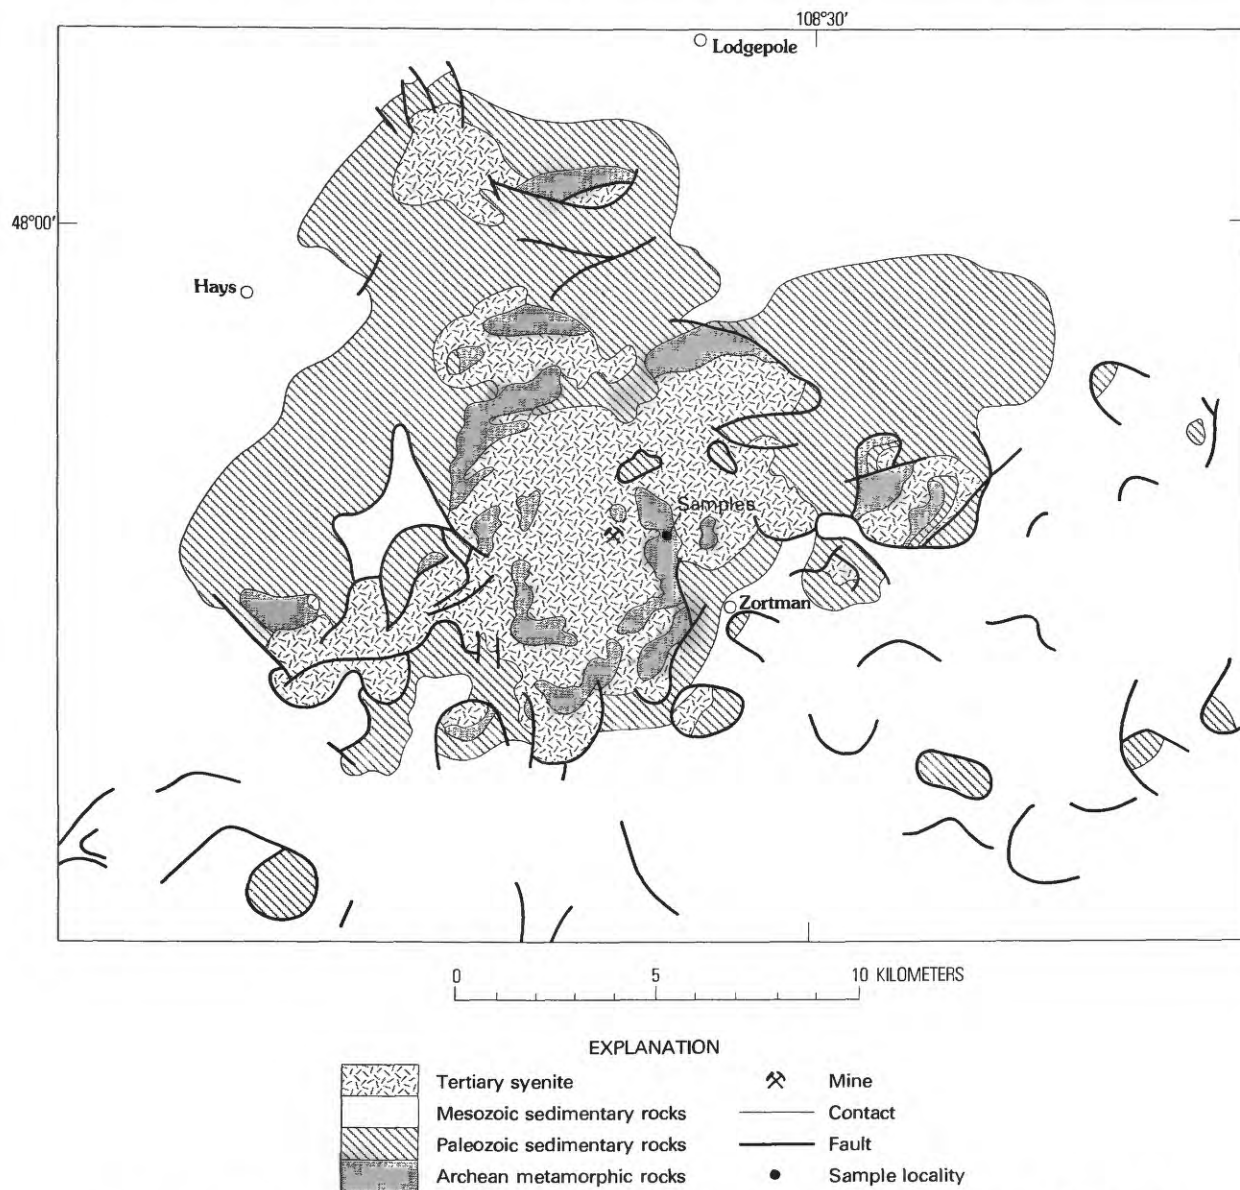 108°30'
Lodgepole
48°00'
Hays
Samples
Zortman
0 5 10 KILOMETERS
EXPLANATION
Tertiary syenite
Mesozoic sedimentary rocks
Paleozoic sedimentary rocks
Archean metamorphic rocks
Mine
Contact
Fault
Sample locality